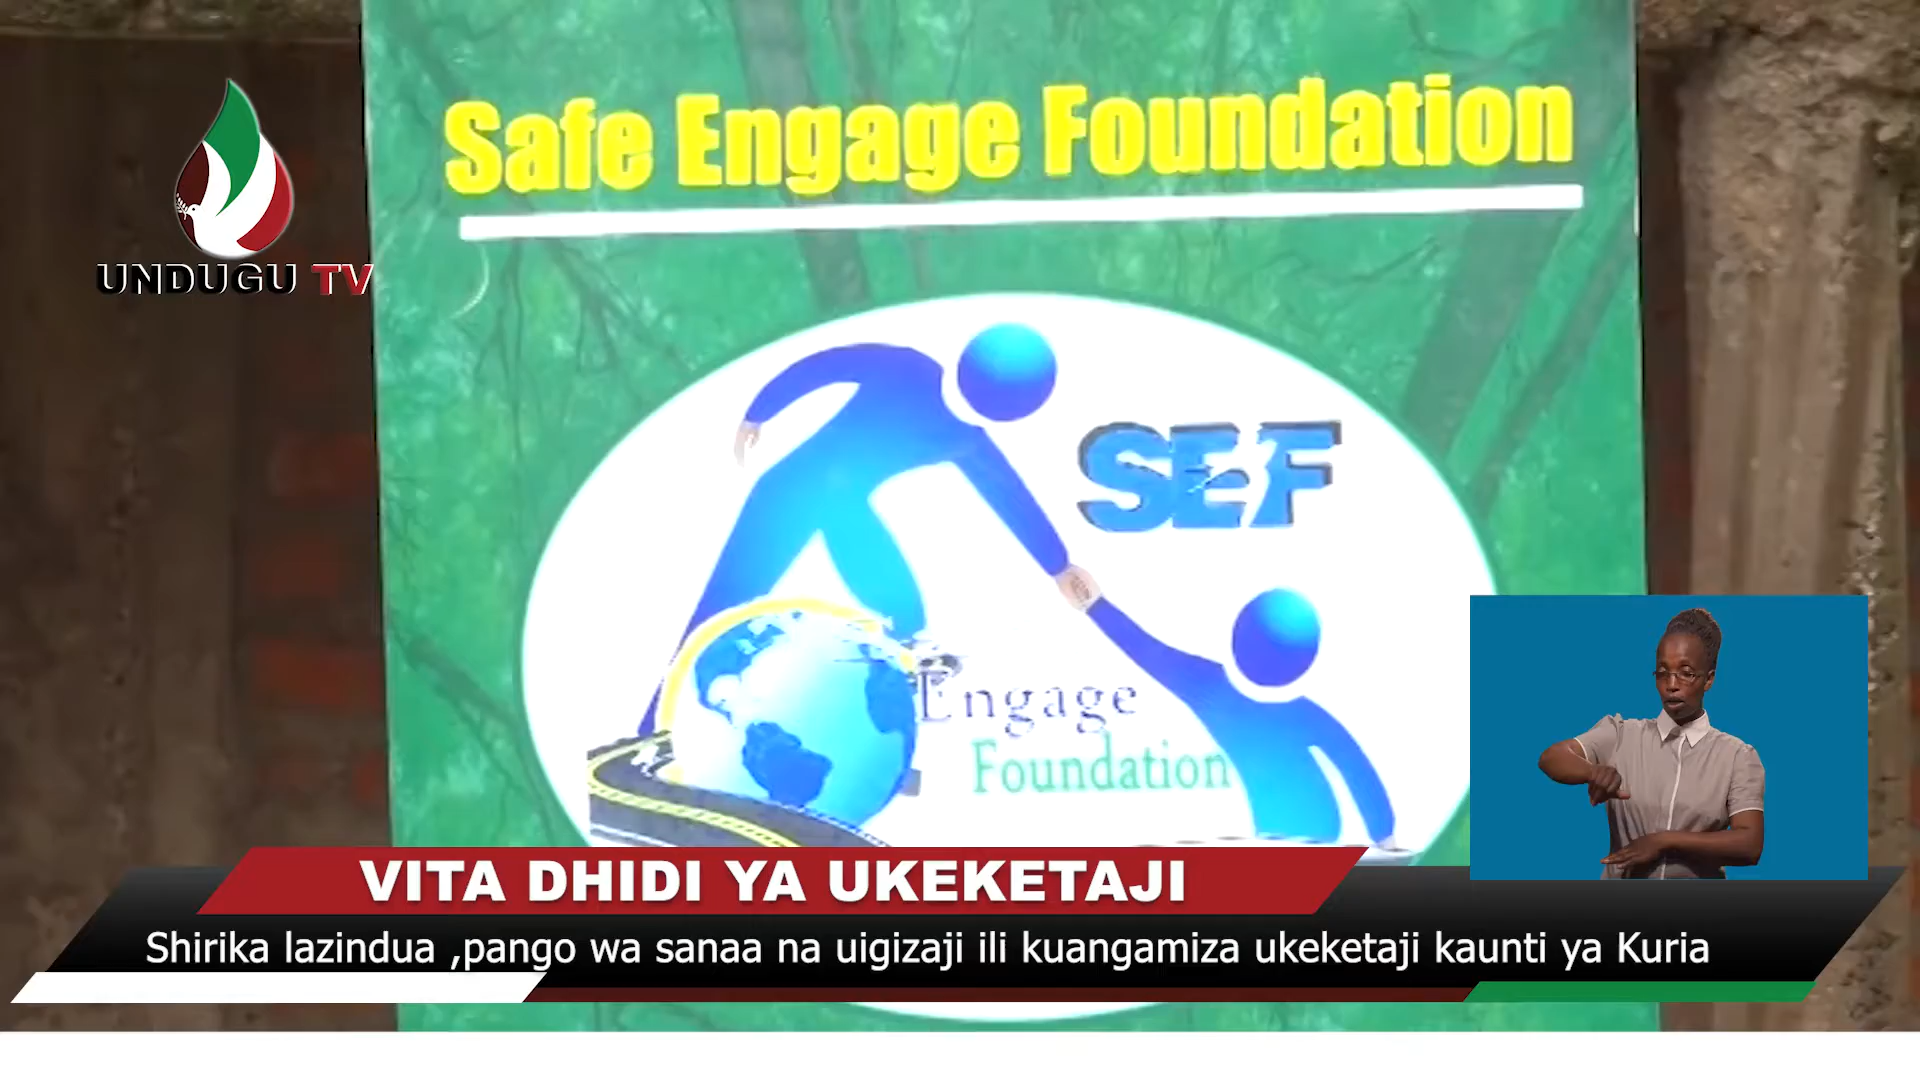 Safe Engage Foundation
UNDUGU TV
SEF
Engage
Foundation
VITA DHIDI YA UKEKETAJI
Shirika lazindua ,pango wa sanaa na uigizaji ili kuangamiza ukeketaji kaunti ya Kuria